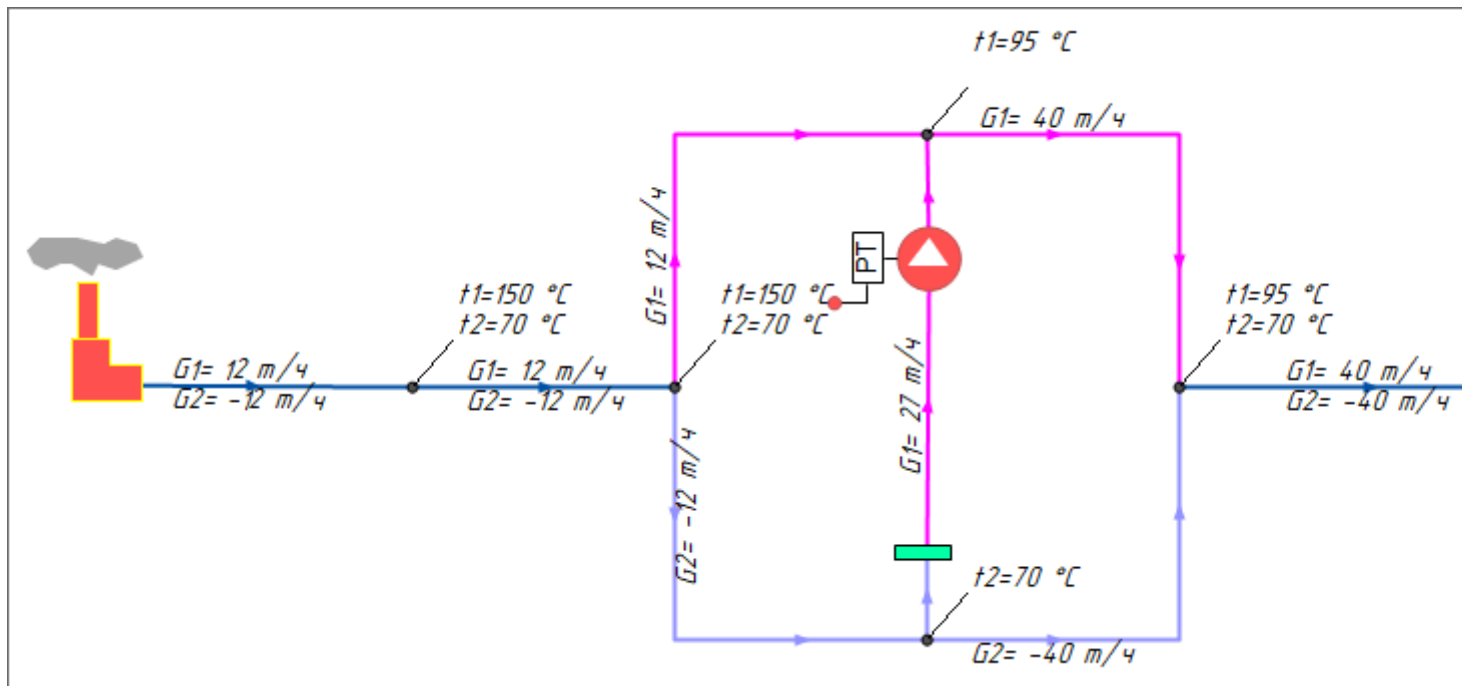 t1=95 °C
G1= 40 т/ч
G1= 12 т/ч
РТ
t1=150 °C
t2=70 °C
t1=150 °C
t2=70 °C
t1=95 °C
t2=70 °C
G1= 12 т/ч
G2= -12 т/ч
G1= 12 т/ч
G2= -12 т/ч
G1= 27 т/ч
G1= 40 т/ч
G2= -40 т/ч
G2= -12 т/ч
t2=70 °C
G2= -40 т/ч